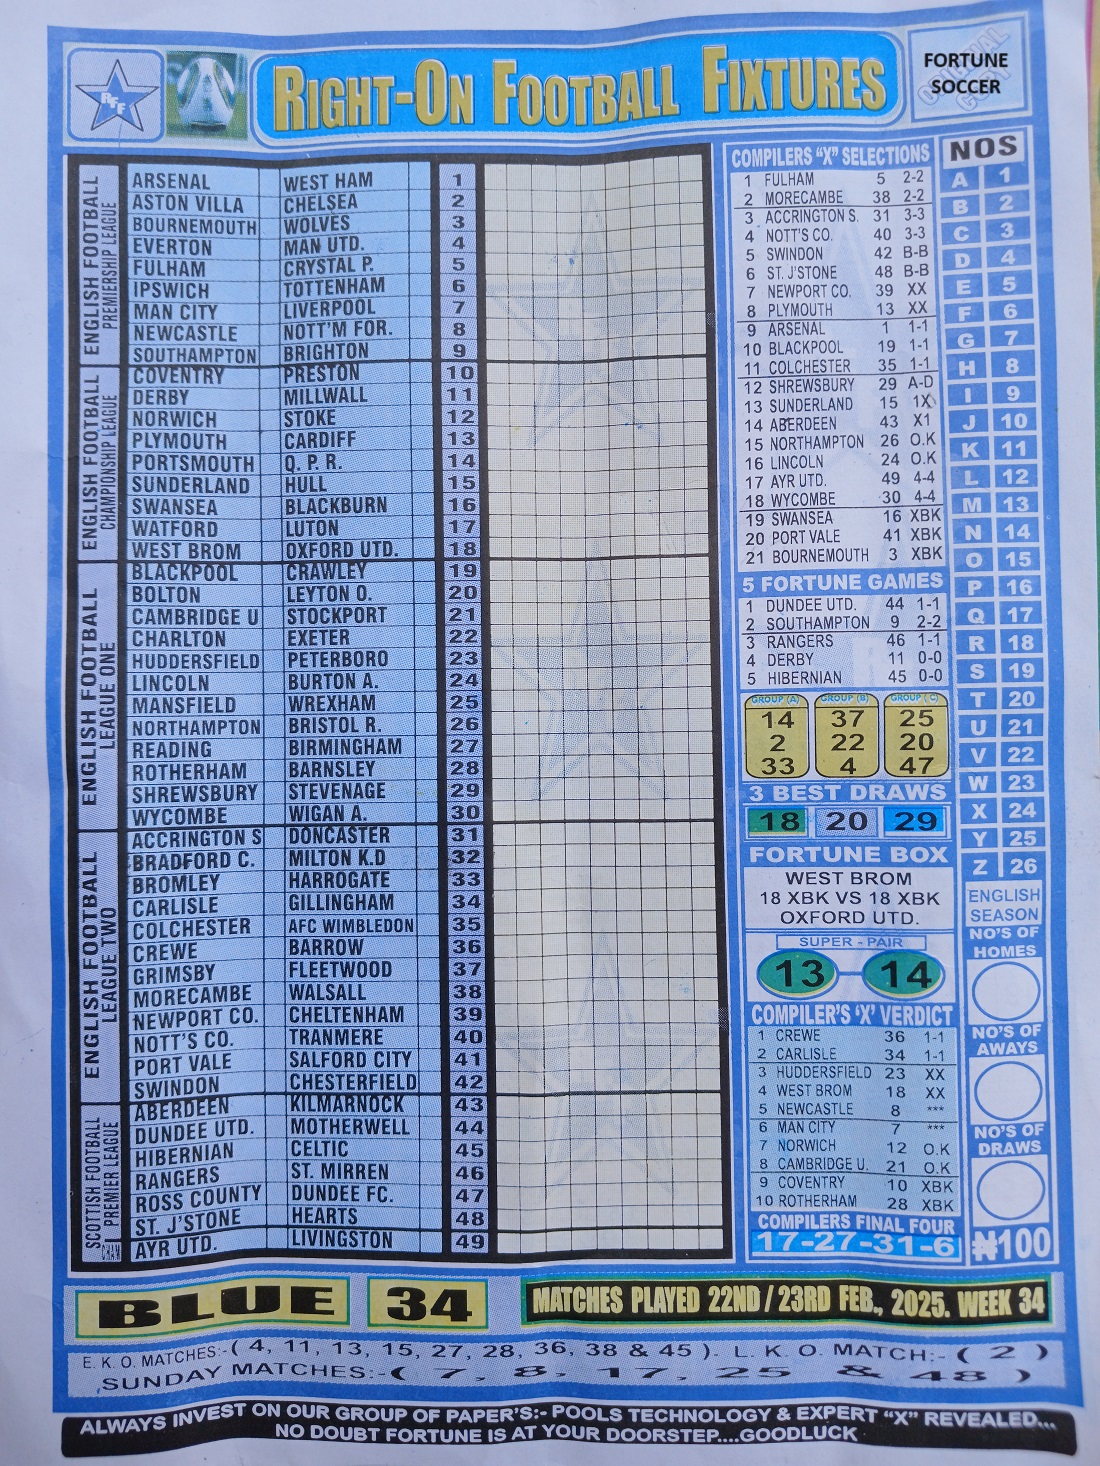 RFF
RIGHT-ON FOOTBALL FIXTURES
FORTUNE
SOCCER
ENGLISH FOOTBALL
PREMIERSHIP LEAGUE
ARSENAL WEST HAM 1
ASTON VILLA CHELSEA 2
BOURNEMOUTH WOLVES 3
EVERTON MAN UTD. 4
FULHAM CRYSTAL P. 5
IPSWICH TOTTENHAM 6
MAN CITY LIVERPOOL 7
NEWCASTLE NOTT'M FOR. 8
SOUTHAMPTON BRIGHTON 9
ENGLISH FOOTBALL
CHAMPIONSHIP LEAGUE
COVENTRY PRESTON 10
DERBY MILLWALL 11
NORWICH STOKE 12
PLYMOUTH CARDIFF 13
PORTSMOUTH Q. P. R. 14
SUNDERLAND HULL 15
SWANSEA BLACKBURN 16
WATFORD LUTON 17
WEST BROM OXFORD UTD. 18
ENGLISH FOOTBALL
LEAGUE ONE
BLACKPOOL CRAWLEY 19
BOLTON LEYTON O. 20
CAMBRIDGE U STOCKPORT 21
CHARLTON EXETER 22
HUDDERSFIELD PETERBORO 23
LINCOLN BURTON A. 24
MANSFIELD WREXHAM 25
NORTHAMPTON BRISTOL R. 26
READING BIRMINGHAM 27
ROTHERHAM BARNSLEY 28
SHREWSBURY STEVENAGE 29
WYCOMBE WIGAN A. 30
ENGLISH FOOTBALL
LEAGUE TWO
ACCRINGTON S DONCASTER 31
BRADFORD C. MILTON K.D 32
BROMLEY HARROGATE 33
CARLISLE GILLINGHAM 34
COLCHESTER AFC WIMBLEDON 35
CREWE BARROW 36
GRIMSBY FLEETWOOD 37
MORECAMBE WALSALL 38
NEWPORT CO. CHELTENHAM 39
NOTT'S CO. TRANMERE 40
PORT VALE SALFORD CITY 41
SWINDON CHESTERFIELD 42
SCOTTISH FOOTBALL
PREMIER LEAGUE
ABERDEEN KILMARNOCK 43
DUNDEE UTD. MOTHERWELL 44
HIBERNIAN CELTIC 45
RANGERS ST. MIRREN 46
ROSS COUNTY DUNDEE FC. 47
ST. J'STONE HEARTS 48
CHAM
AYR UTD. LIVINGSTON 49
COMPILERS "X" SELECTIONS
1 FULHAM 5 2-2
2 MORECAMBE 38 2-2
3 ACCRINGTON S. 31 3-3
4 NOTT'S CO. 40 3-3
5 SWINDON 42 B-B
6 ST. J'STONE 48 B-B
7 NEWPORT CO. 39 XX
8 PLYMOUTH 13 XX
9 ARSENAL 1 1-1
10 BLACKPOOL 19 1-1
11 COLCHESTER 35 1-1
12 SHREWSBURY 29 A-D
13 SUNDERLAND 15 1X
14 ABERDEEN 43 X1
15 NORTHAMPTON 26 O.K
16 LINCOLN 24 O.K
17 AYR UTD. 49 4-4
18 WYCOMBE 30 4-4
19 SWANSEA 16 XBK
20 PORT VALE 41 XBK
21 BOURNEMOUTH 3 XBK
5 FORTUNE GAMES
1 DUNDEE UTD. 44 1-1
2 SOUTHAMPTON 9 2-2
3 RANGERS 46 1-1
4 DERBY 11 0-0
5 HIBERNIAN 45 0-0
GROUP (A) GROUP (B) GROUP (C)
14 37 25
2 22 20
33 4 47
3 BEST DRAWS
18 20 29
FORTUNE BOX
WEST BROM
18 XBK VS 18 XBK
OXFORD UTD.
SUPER - PAIR
13 14
COMPILER'S 'X' VERDICT
1 CREWE 36 1-1
2 CARLISLE 34 1-1
3 HUDDERSFIELD 23 XX
4 WEST BROM 18 XX
5 NEWCASTLE 8 ***
6 MAN CITY 7 ***
7 NORWICH 12 O.K
8 CAMBRIDGE U. 21 O.K
9 COVENTRY 10 XBK
10 ROTHERHAM 28 XBK
COMPILERS FINAL FOUR
17-27-31-6
NOS
A 1
B 2
C 3
D 4
E 5
F 6
G 7
H 8
I 9
J 10
K 11
L 12
M 13
N 14
O 15
P 16
Q 17
R 18
S 19
T 20
U 21
V 22
W 23
X 24
Y 25
Z 26
ENGLISH
SEASON
NO'S OF
HOMES
NO'S OF
AWAYS
NO'S OF
DRAWS
₦100
BLUE 34
MATCHES PLAYED 22ND / 23RD FEB., 2025. WEEK 34
E. K. O. MATCHES:-( 4, 11, 13, 15, 27, 28, 36, 38 & 45 ). L. K. O. MATCH:- ( 2 )
SUNDAY MATCHES:-( 7, 8, 17, 25 & 48 )
ALWAYS INVEST ON OUR GROUP OF PAPER'S:- POOLS TECHNOLOGY & EXPERT "X" REVEALED...
NO DOUBT FORTUNE IS AT YOUR DOORSTEP....GOODLUCK